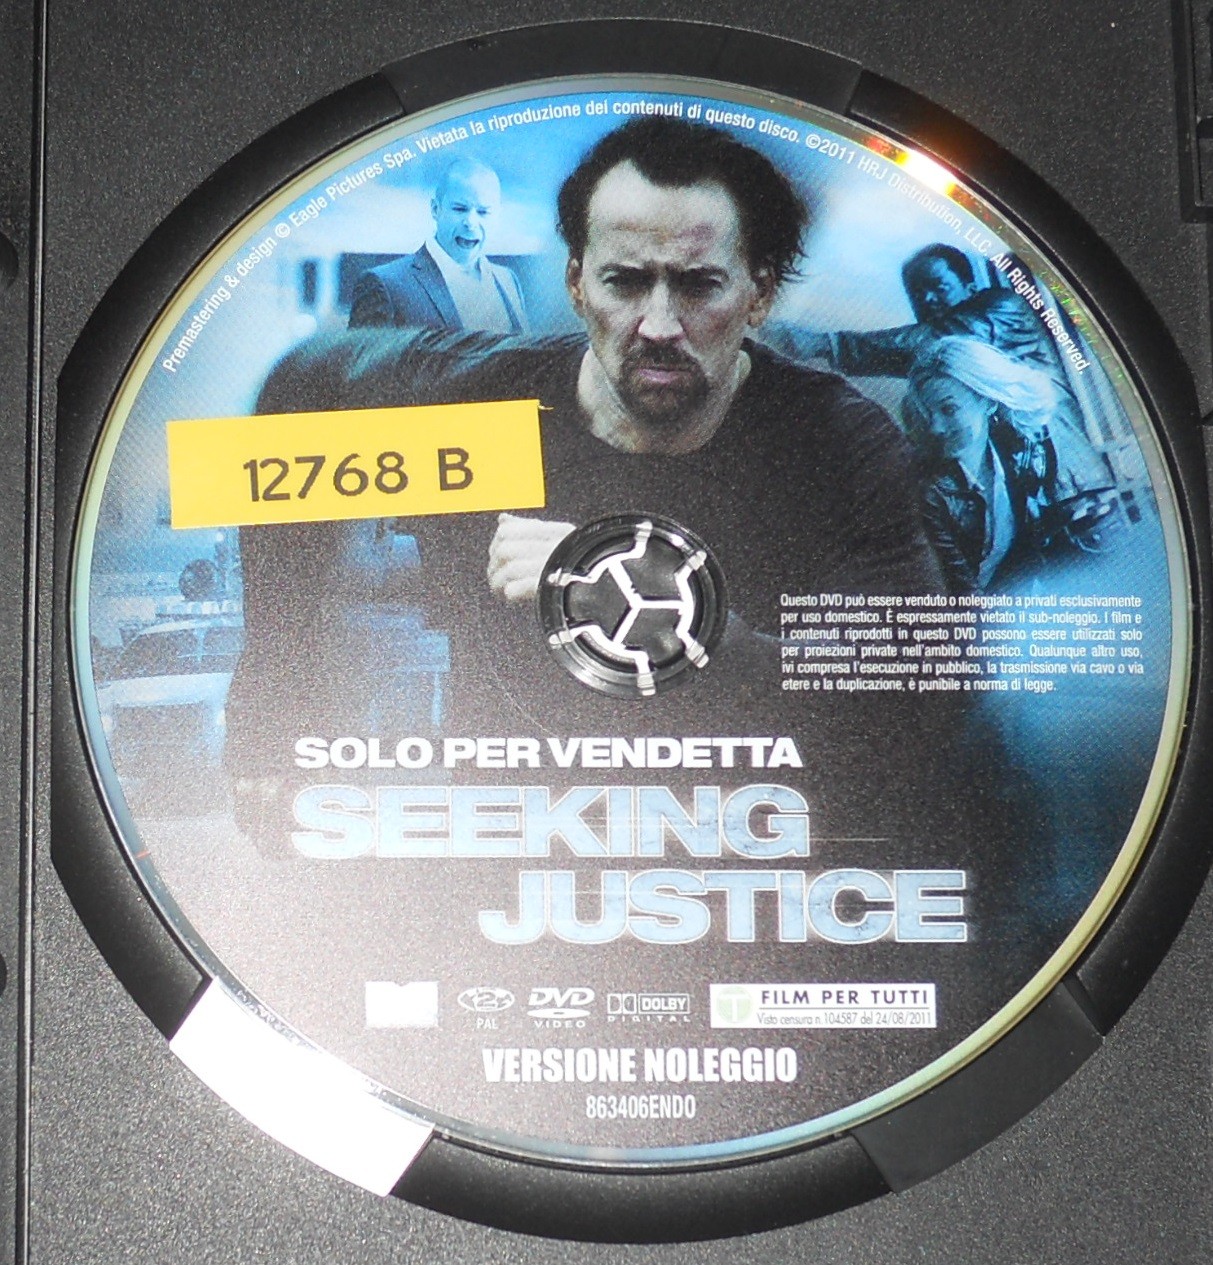 Premastering & design © Eagle Pictures Spa. Vietata la riproduzione dei contenuti di questo disco. ©2011 HRJ Distribution, LLC. All Rights Reserved.
12768 B
Questo DVD può essere venduto o noleggiato a privati esclusivamente
per uso domestico. È espressamente vietato il sub-noleggio. I film e
i contenuti riprodotti in questo DVD possono essere utilizzati solo
per proiezioni private nell'ambito domestico. Qualunque altro uso,
ivi compresa l'esecuzione in pubblico, la trasmissione via cavo o via
etere e la duplicazione, è punibile a norma di legge.
SOLO PER VENDETTA
SEEKING
JUSTICE
2
PAL
DVD
VIDEO
DOLBY
DIGITAL
T
FILM PER TUTTI
Visto censura n.104587 del 24/08/2011
VERSIONE NOLEGGIO
863406ENDO